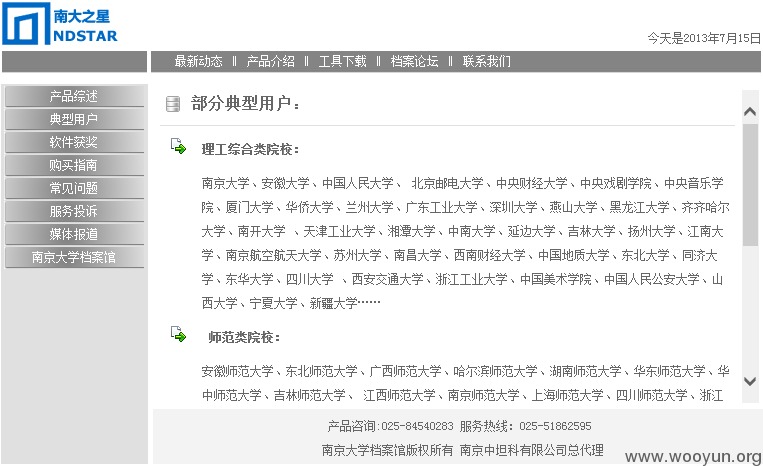 南大之星
NDSTAR
今天是2013年7月15日
最新动态 || 产品介绍 || 工具下载 || 档案论坛 || 联系我们
产品综述
典型用户
软件获奖
购买指南
常见问题
服务投诉
媒体报道
南京大学档案馆
部分典型用户：
理工综合类院校：
南京大学、安徽大学、中国人民大学、 北京邮电大学、中央财经大学、中央戏剧学院、中央音乐学
院、厦门大学、华侨大学、兰州大学、广东工业大学、深圳大学、燕山大学、黑龙江大学、齐齐哈尔
大学、南开大学 、天津工业大学、湘潭大学、中南大学、延边大学、吉林大学、扬州大学、江南大
学、南京航空航天大学、苏州大学、南昌大学、西南财经大学、中国地质大学、东北大学、同济大
学、东华大学、四川大学 、西安交通大学、浙江工业大学、中国美术学院、中国人民公安大学、山
西大学、宁夏大学、新疆大学……
师范类院校：
安徽师范大学、东北师范大学、广西师范大学、哈尔滨师范大学、湖南师范大学、华东师范大学、华
中师范大学、吉林师范大学、 江西师范大学、南京师范大学、上海师范大学、四川师范大学、浙江
产品咨询:025-84540283 服务热线: 025-51862595
南京大学档案馆版权所有 南京中坦科有限公司总代理
www.wooyun.org